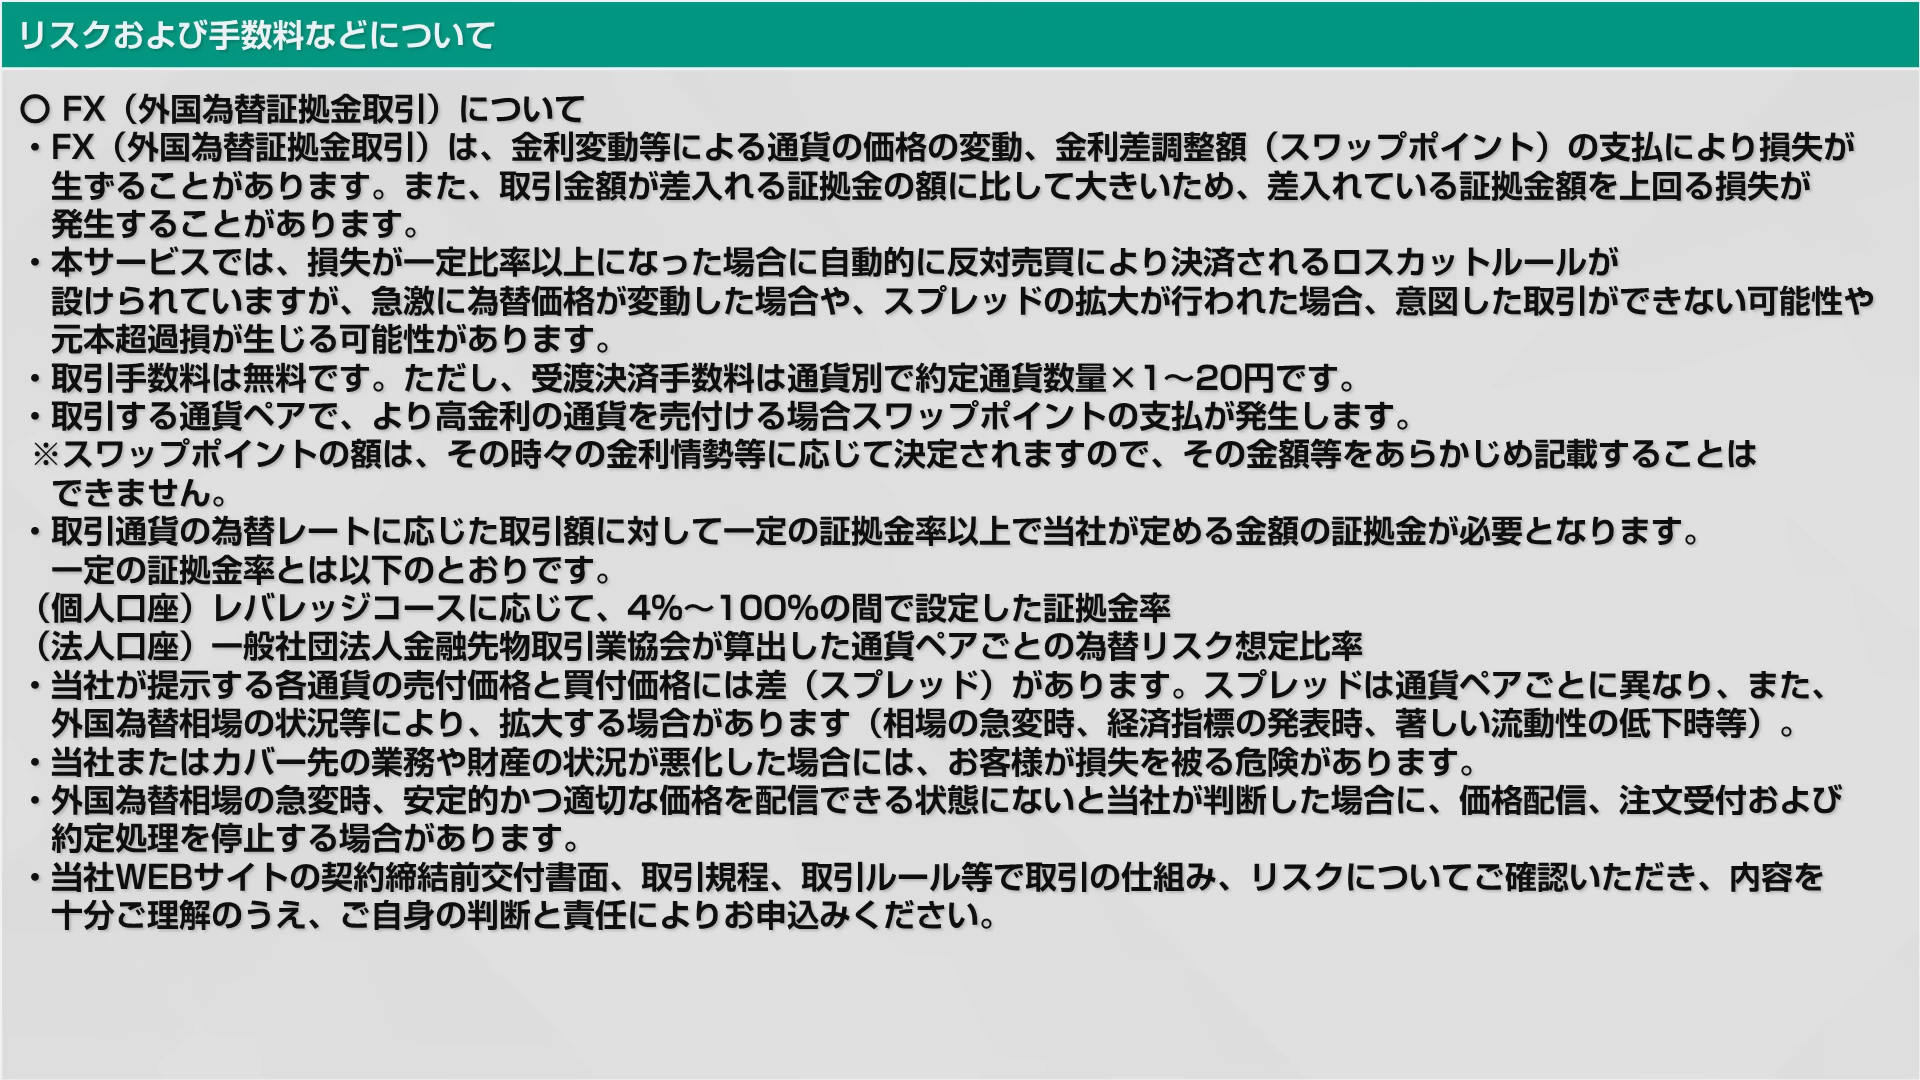 リスクおよび手数料などについて
〇 FX（外国為替証拠金取引）について
・FX（外国為替証拠金取引）は、金利変動等による通貨の価格の変動、金利差調整額（スワップポイント）の支払により損失が
生ずることがあります。また、取引金額が差入れる証拠金の額に比して大きいため、差入れている証拠金額を上回る損失が
発生することがあります。
・本サービスでは、損失が一定比率以上になった場合に自動的に反対売買により決済されるロスカットルールが
設けられていますが、急激に為替価格が変動した場合や、スプレッドの拡大が行われた場合、意図した取引ができない可能性や
元本超過損が生じる可能性があります。
・取引手数料は無料です。ただし、受渡決済手数料は通貨別で約定通貨数量×1～20円です。
・取引する通貨ペアで、より高金利の通貨を売付ける場合スワップポイントの支払が発生します。
※スワップポイントの額は、その時々の金利情勢等に応じて決定されますので、その金額等をあらかじめ記載することは
できません。
・取引通貨の為替レートに応じた取引額に対して一定の証拠金率以上で当社が定める金額の証拠金が必要となります。
一定の証拠金率とは以下のとおりです。
（個人口座）レバレッジコースに応じて、4%～100%の間で設定した証拠金率
（法人口座）一般社団法人金融先物取引業協会が算出した通貨ペアごとの為替リスク想定比率
・当社が提示する各通貨の売付価格と買付価格には差（スプレッド）があります。スプレッドは通貨ペアごとに異なり、また、
外国為替相場の状況等により、拡大する場合があります（相場の急変時、経済指標の発表時、著しい流動性の低下時等）。
・当社またはカバー先の業務や財産の状況が悪化した場合には、お客様が損失を被る危険があります。
・外国為替相場の急変時、安定的かつ適切な価格を配信できる状態にないと当社が判断した場合に、価格配信、注文受付および
約定処理を停止する場合があります。
・当社WEBサイトの契約締結前交付書面、取引規程、取引ルール等で取引の仕組み、リスクについてご確認いただき、内容を
十分ご理解のうえ、ご自身の判断と責任によりお申込みください。